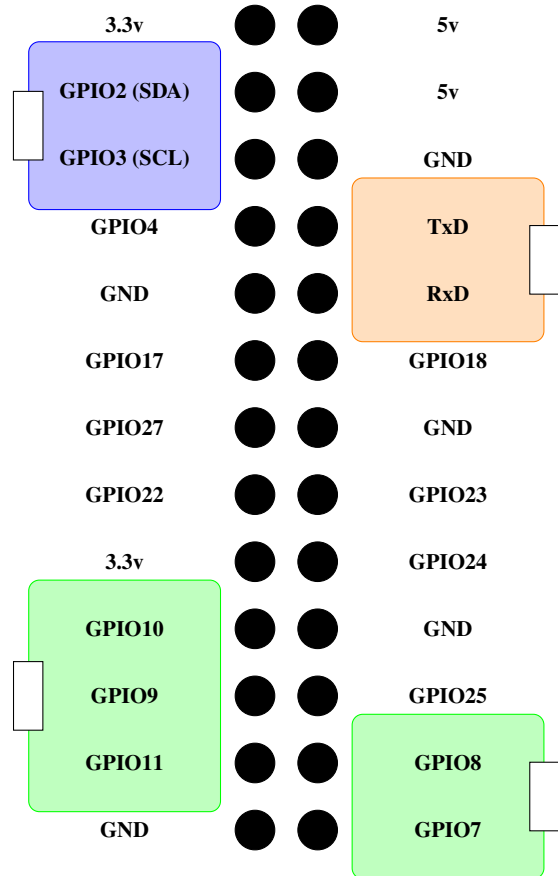 3.3v 5v
GPIO2 (SDA) 5v
GPIO3 (SCL) GND
GPIO4 TxD
GND RxD
GPIO17 GPIO18
GPIO27 GND
GPIO22 GPIO23
3.3v GPIO24
GPIO10 GND
GPIO9 GPIO25
GPIO11 GPIO8
GND GPIO7